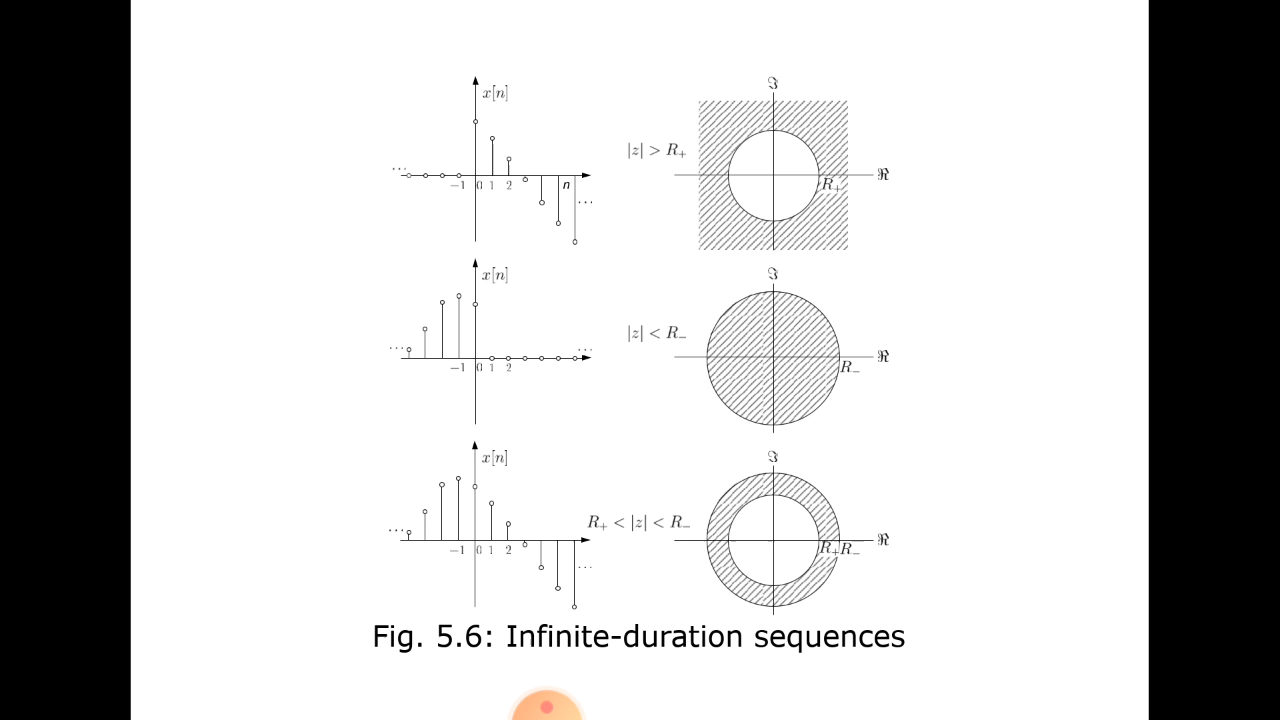 x[n]
...
−1 0 1 2 n
...
ℑ
|z| > R₊
ℜ
R₊
x[n]
...
...
−1 0 1 2
ℑ
|z| < R₋
ℜ
R₋
x[n]
...
−1 0 1 2
...
ℑ
R₊ < |z| < R₋
ℜ
R₊ R₋
Fig. 5.6: Infinite-duration sequences